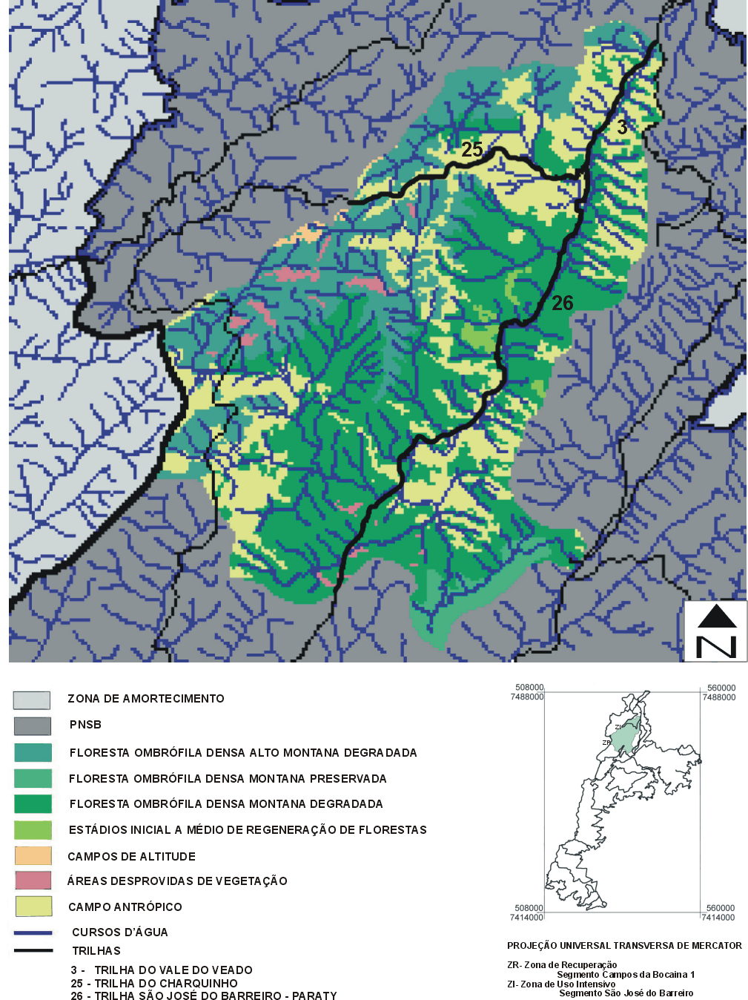 3
25
26
N
ZONA DE AMORTECIMENTO
PNSB
FLORESTA OMBRÓFILA DENSA ALTO MONTANA DEGRADADA
FLORESTA OMBRÓFILA DENSA MONTANA PRESERVADA
FLORESTA OMBRÓFILA DENSA MONTANA DEGRADADA
ESTÁDIOS INICIAL A MÉDIO DE REGENERAÇÃO DE FLORESTAS
CAMPOS DE ALTITUDE
ÁREAS DESPROVIDAS DE VEGETAÇÃO
CAMPO ANTRÓPICO
CURSOS D'ÁGUA
TRILHAS
3 - TRILHA DO VALE DO VEADO
25 - TRILHA DO CHARQUINHO
26 - TRILHA SÃO JOSÉ DO BARREIRO - PARATY
508000
7488000
560000
7488000
ZI
ZR
508000
7414000
560000
7414000
PROJEÇÃO UNIVERSAL TRANSVERSA DE MERCATOR
ZR- Zona de Recuperação
Segmento Campos da Bocaina 1
ZI- Zona de Uso Intensivo
Segmento São José do Barreiro